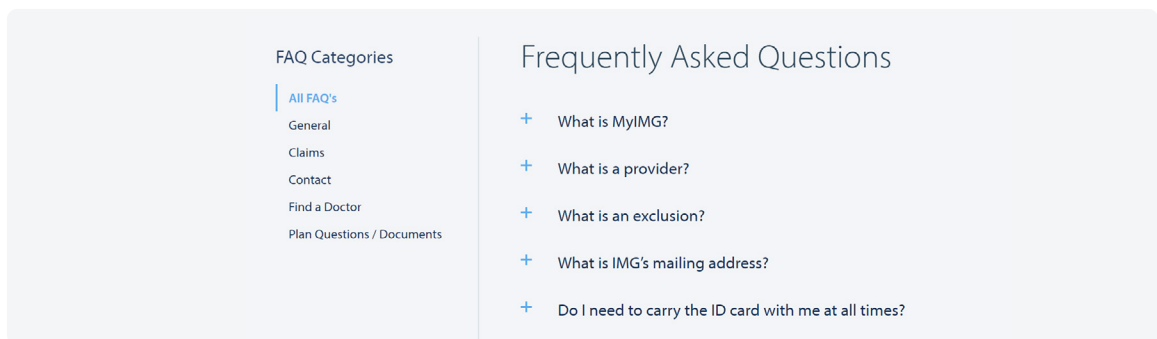 FAQ Categories
All FAQ's
General
Claims
Contact
Find a Doctor
Plan Questions / Documents
Frequently Asked Questions
+ What is MyIMG?
+ What is a provider?
+ What is an exclusion?
+ What is IMG’s mailing address?
+ Do I need to carry the ID card with me at all times?